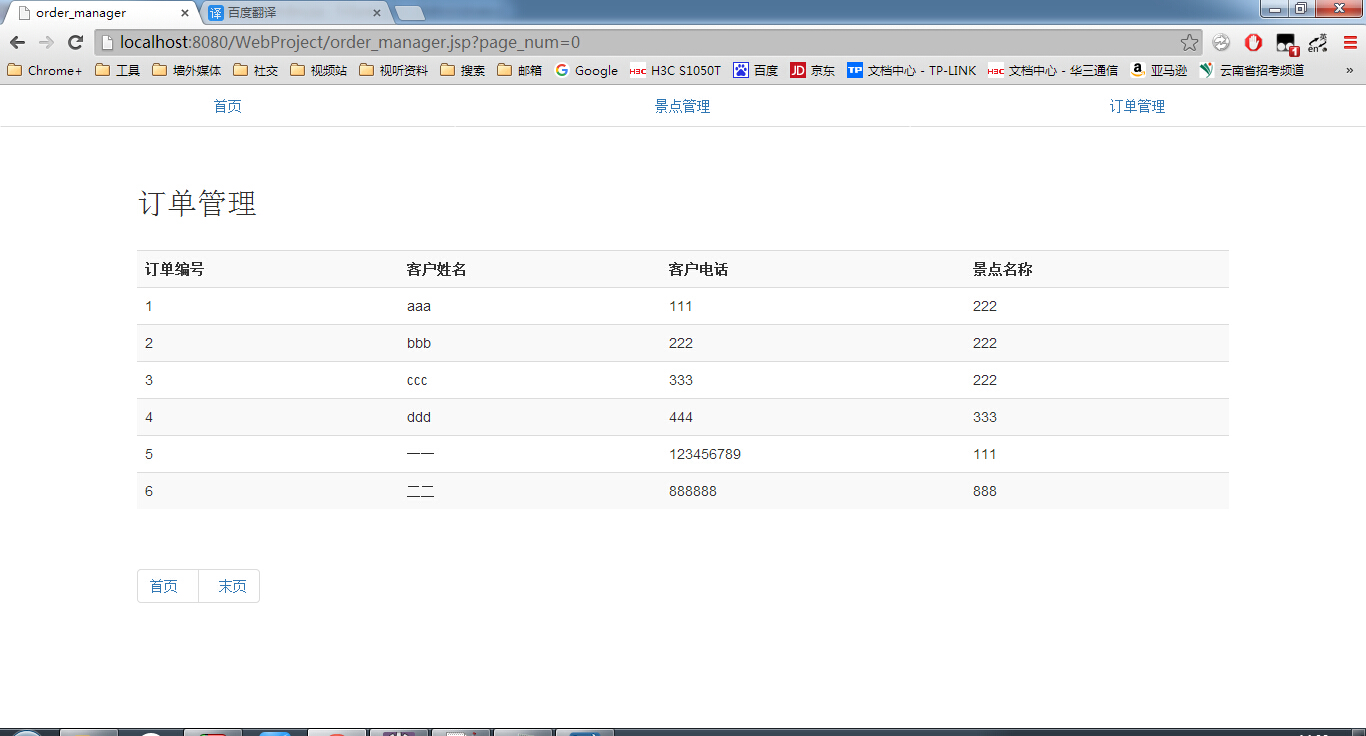 order_manager 百度翻译
localhost:8080/WebProject/order_manager.jsp?page_num=0
Chrome+ 工具 墙外媒体 社交 视频站 视听资料 搜索 邮箱 Google H3C S1050T 百度 京东 文档中心 - TP-LINK 文档中心 - 华三通信 亚马逊 云南省招考频道 »
首页 景点管理 订单管理
订单管理
订单编号 客户姓名 客户电话 景点名称
1 aaa 111 222
2 bbb 222 222
3 ccc 333 222
4 ddd 444 333
5 一一 123456789 111
6 二二 888888 888
首页 末页